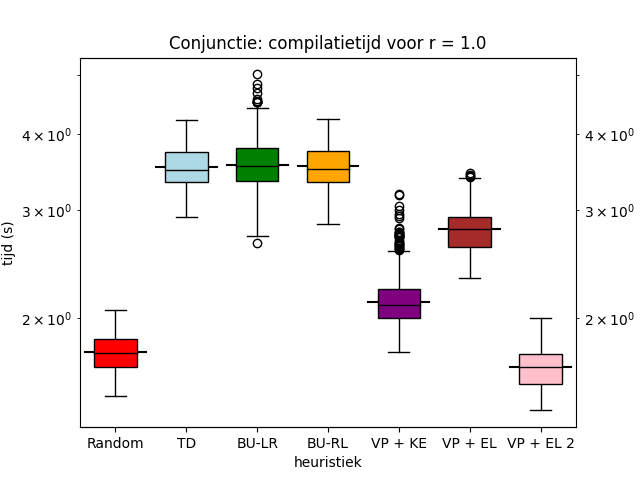 Conjunctie: compilatietijd voor r = 1.0
tijd (s)
4 × 10⁰
3 × 10⁰
2 × 10⁰
4 × 10⁰
3 × 10⁰
2 × 10⁰
Random TD BU-LR BU-RL VP + KE VP + EL VP + EL 2
heuristiek